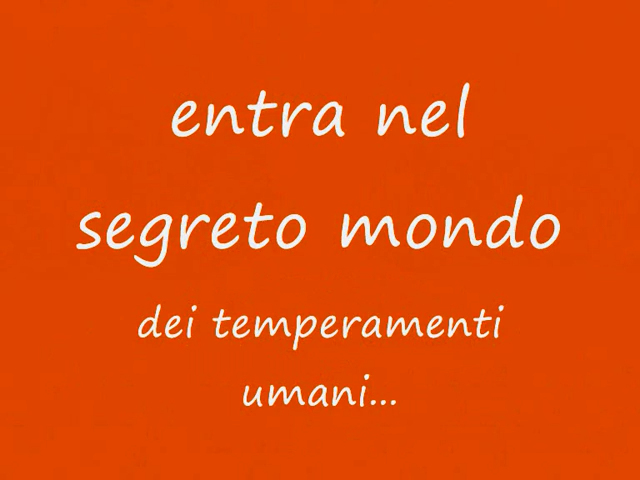 entra nel
segreto mondo
dei temperamenti
umani...